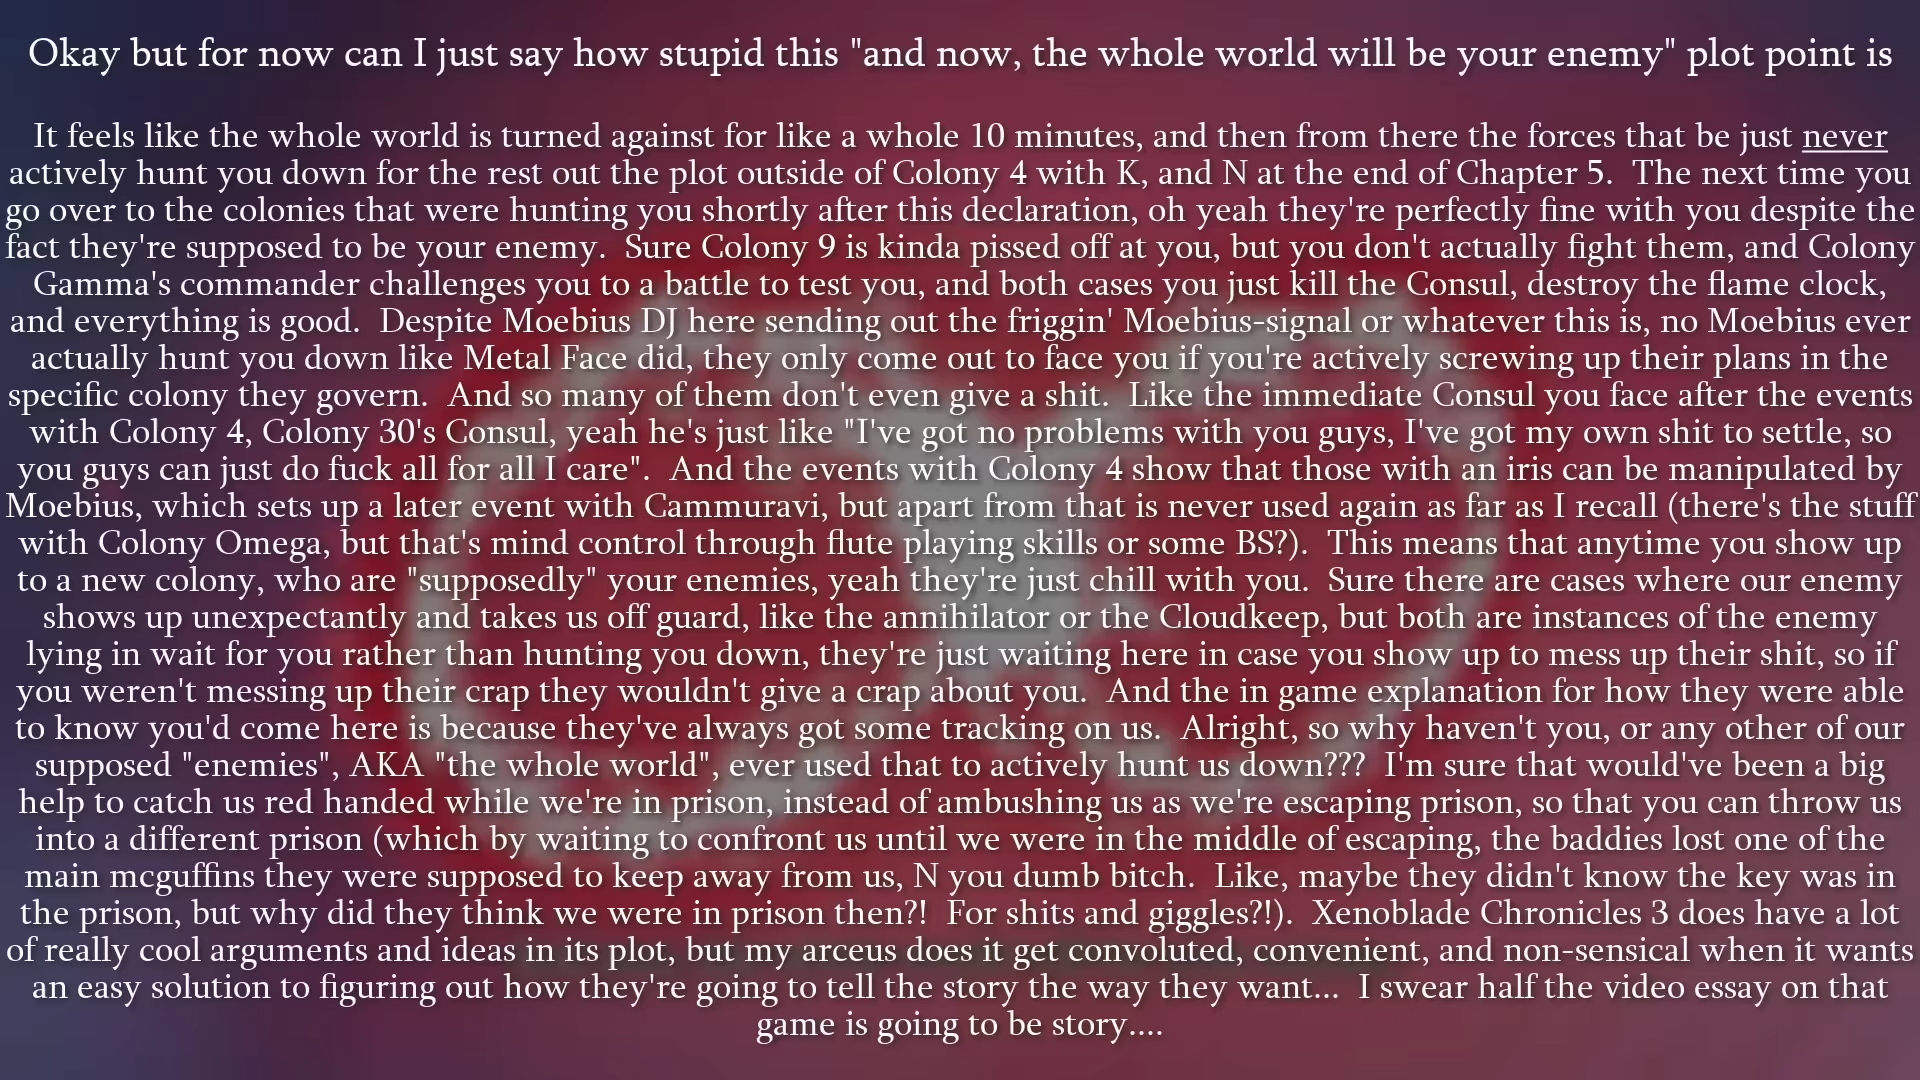 Okay but for now can I just say how stupid this "and now, the whole world will be your enemy" plot point is
It feels like the whole world is turned against for like a whole 10 minutes, and then from there the forces that be just never
actively hunt you down for the rest out the plot outside of Colony 4 with K, and N at the end of Chapter 5.  The next time you
go over to the colonies that were hunting you shortly after this declaration, oh yeah they're perfectly fine with you despite the
fact they're supposed to be your enemy.  Sure Colony 9 is kinda pissed off at you, but you don't actually fight them, and Colony
Gamma's commander challenges you to a battle to test you, and both cases you just kill the Consul, destroy the flame clock,
and everything is good.  Despite Moebius DJ here sending out the friggin' Moebius-signal or whatever this is, no Moebius ever
actually hunt you down like Metal Face did, they only come out to face you if you're actively screwing up their plans in the
specific colony they govern.  And so many of them don't even give a shit.  Like the immediate Consul you face after the events
with Colony 4, Colony 30's Consul, yeah he's just like "I've got no problems with you guys, I've got my own shit to settle, so
you guys can just do fuck all for all I care".  And the events with Colony 4 show that those with an iris can be manipulated by
Moebius, which sets up a later event with Cammuravi, but apart from that is never used again as far as I recall (there's the stuff
with Colony Omega, but that's mind control through flute playing skills or some BS?).  This means that anytime you show up
to a new colony, who are "supposedly" your enemies, yeah they're just chill with you.  Sure there are cases where our enemy
shows up unexpectantly and takes us off guard, like the annihilator or the Cloudkeep, but both are instances of the enemy
lying in wait for you rather than hunting you down, they're just waiting here in case you show up to mess up their shit, so if
you weren't messing up their crap they wouldn't give a crap about you.  And the in game explanation for how they were able
to know you'd come here is because they've always got some tracking on us.  Alright, so why haven't you, or any other of our
supposed "enemies", AKA "the whole world", ever used that to actively hunt us down???  I'm sure that would've been a big
help to catch us red handed while we're in prison, instead of ambushing us as we're escaping prison, so that you can throw us
into a different prison (which by waiting to confront us until we were in the middle of escaping, the baddies lost one of the
main mcguffins they were supposed to keep away from us, N you dumb bitch.  Like, maybe they didn't know the key was in
the prison, but why did they think we were in prison then?!  For shits and giggles?!).  Xenoblade Chronicles 3 does have a lot
of really cool arguments and ideas in its plot, but my arceus does it get convoluted, convenient, and non-sensical when it wants
an easy solution to figuring out how they're going to tell the story the way they want...  I swear half the video essay on that
game is going to be story....